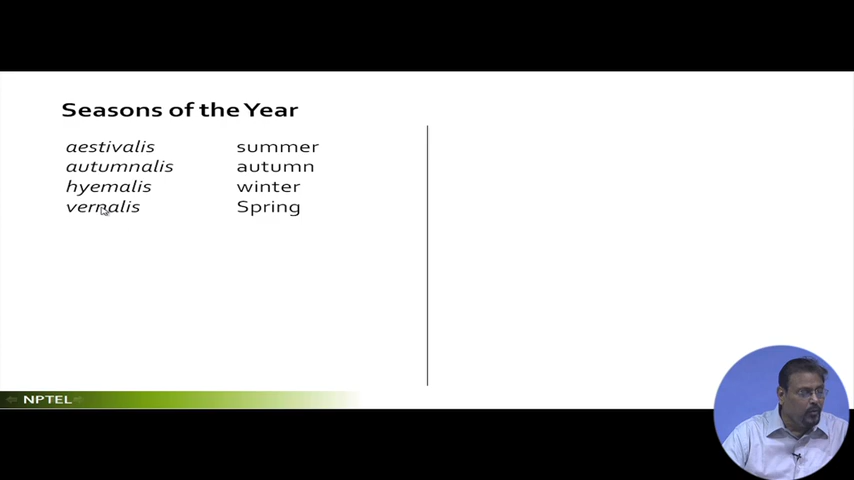 Seasons of the Year
aestivalis summer
autumnalis autumn
hyemalis winter
vernalis Spring
NPTEL